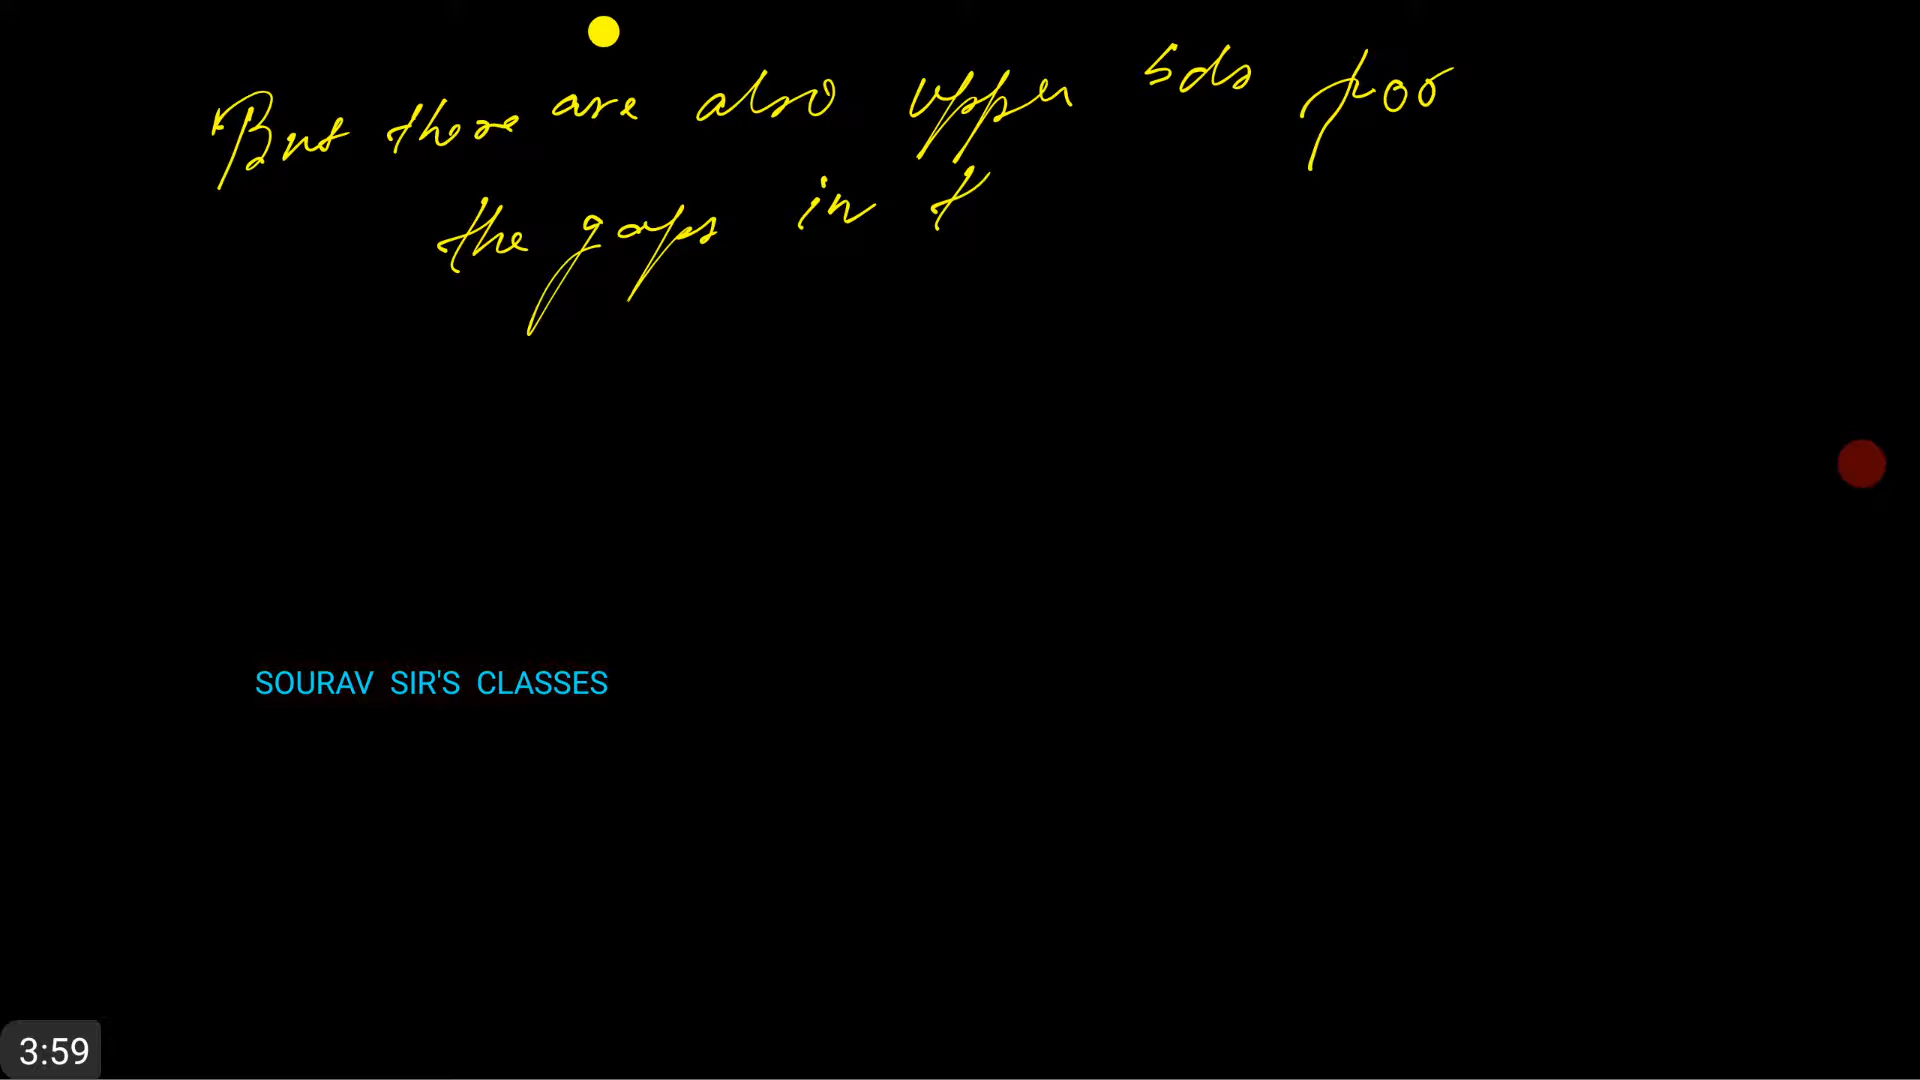 But there are also upper bds for
the gaps in t
SOURAV SIR'S CLASSES
3:59